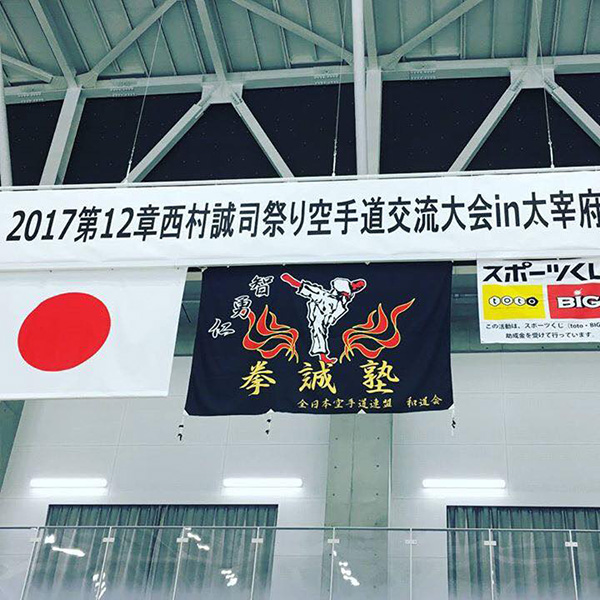 2017第12章西村誠司祭り空手道交流大会in太宰府
智勇仁
拳誠塾
全日本空手道連盟 和道会
スポーツくじ
toto BIG
この活動は、スポーツくじ（toto・BIG
助成金を受けて行っています